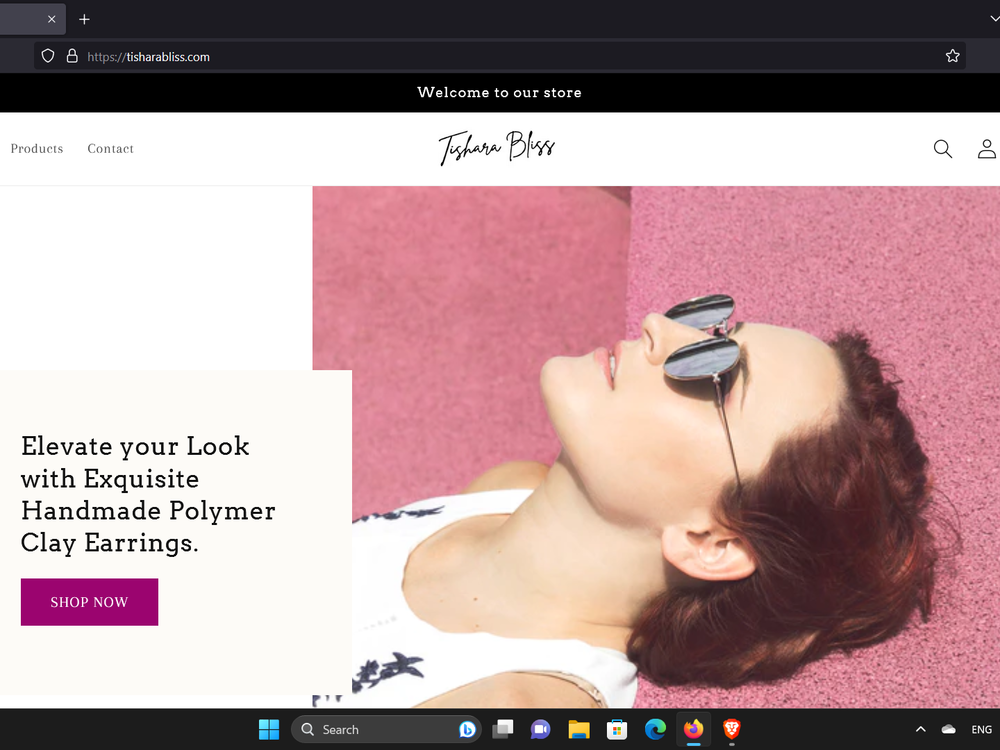 https://tisharabliss.com
Welcome to our store
Products Contact
Tishara Bliss
Elevate your Look
with Exquisite
Handmade Polymer
Clay Earrings.
SHOP NOW
Search
ENG